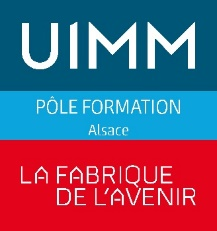 UIMM
PÔLE FORMATION
Alsace
LA FABRIQUE
DE L'AVENIR